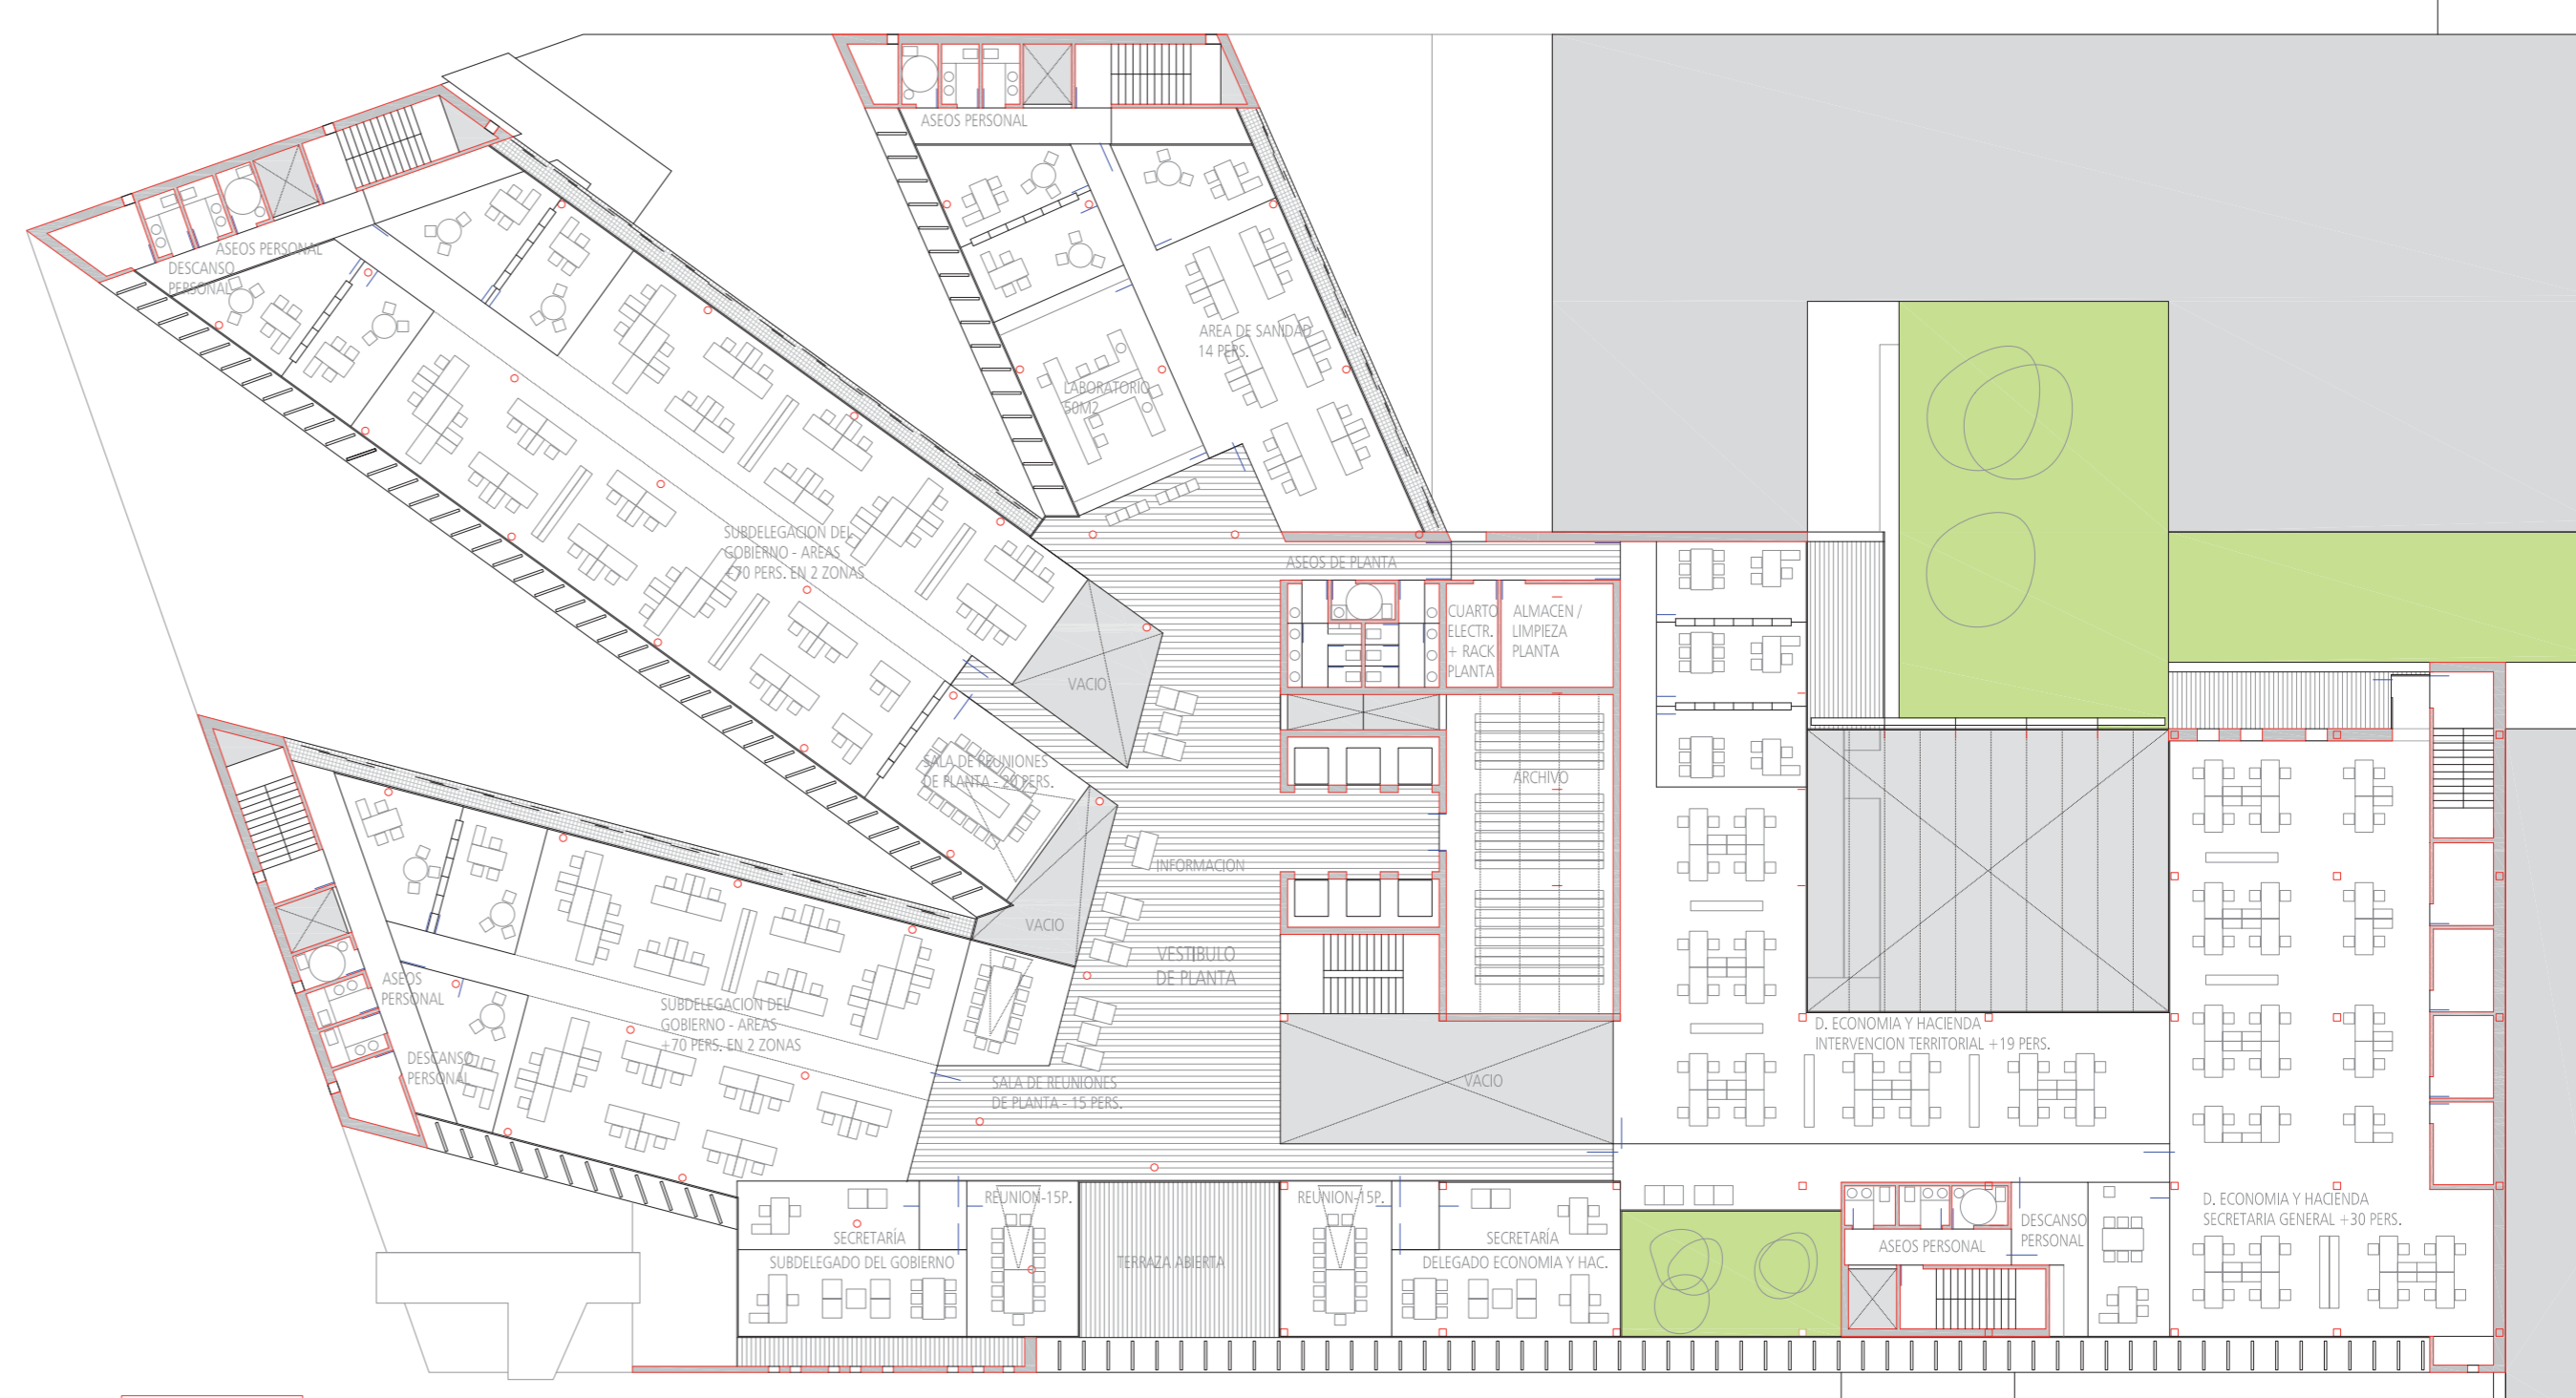 ASEOS PERSONAL
ASEOS PERSONAL
DESCANSO
PERSONAL
AREA DE SANIDAD
14 PERS.
LABORATORIO
50M2
SUBDELEGACION DEL
GOBIERNO - AREAS
+70 PERS. EN 2 ZONAS
ASEOS DE PLANTA
CUARTO
ELECTR.
+ RACK
PLANTA
ALMACEN /
LIMPIEZA
PLANTA
VACIO
SALA DE REUNIONES
DE PLANTA - 20 PERS.
ARCHIVO
INFORMACION
VACIO
VESTIBULO
DE PLANTA
ASEOS
PERSONAL
SUBDELEGACION DEL
GOBIERNO - AREAS
+70 PERS. EN 2 ZONAS
DESCANSO
PERSONAL
SALA DE REUNIONES
DE PLANTA - 15 PERS.
VACIO
D. ECONOMIA Y HACIENDA
INTERVENCION TERRITORIAL +19 PERS.
REUNION-15P.
SECRETARÍA
SUBDELEGADO DEL GOBIERNO
TERRAZA ABIERTA
REUNION-15P.
SECRETARÍA
DELEGADO ECONOMIA Y HAC.
ASEOS PERSONAL
DESCANSO
PERSONAL
D. ECONOMIA Y HACIENDA
SECRETARIA GENERAL +30 PERS.